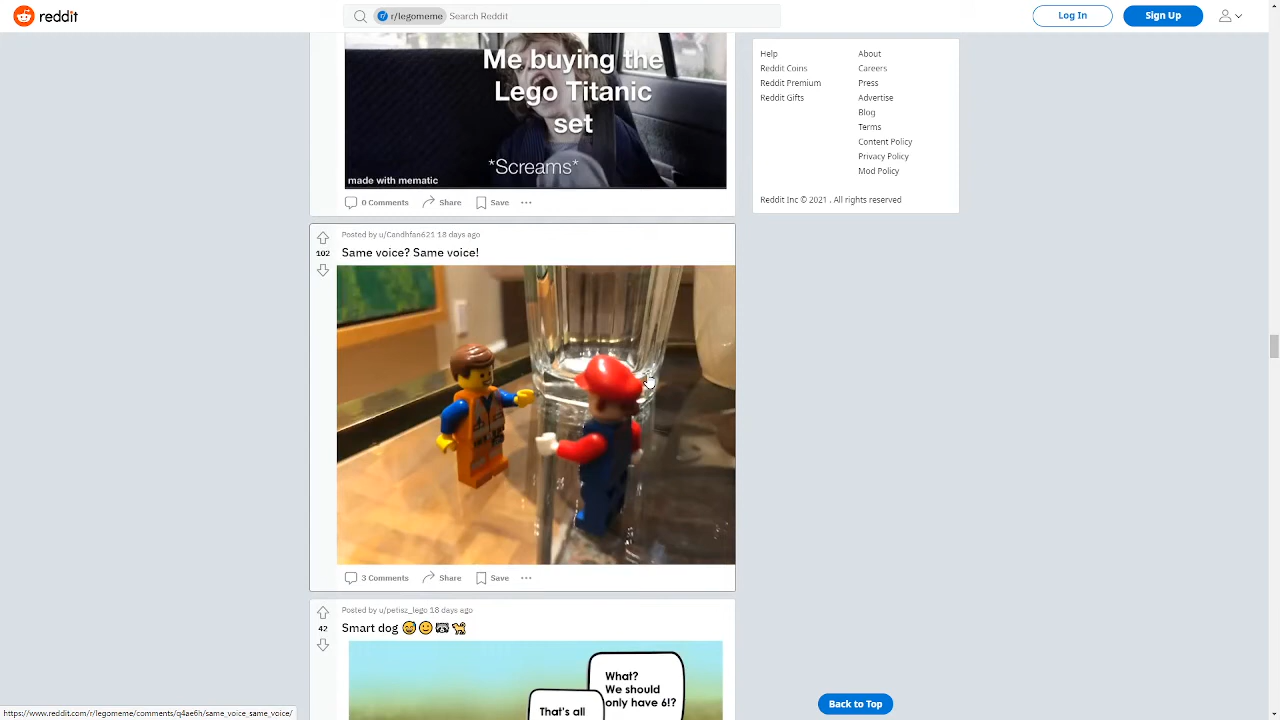 reddit
r/legomeme Search Reddit
Log In
Sign Up
Me buying the
Lego Titanic
set
*Screams*
made with mematic
0 Comments
Share
Save
Help
Reddit Coins
Reddit Premium
Reddit Gifts
About
Careers
Press
Advertise
Blog
Terms
Content Policy
Privacy Policy
Mod Policy
Reddit Inc © 2021 . All rights reserved
Posted by u/Candhfan621 18 days ago
102
Same voice? Same voice!
3 Comments
Share
Save
Posted by u/petisz_lego 18 days ago
42
Smart dog 😅🙂🦝🐕
What?
We should
only have 6!?
That's all
Back to Top
https://www.reddit.com/r/legomeme/comments/q4ae6h/same_voice_same_voice/